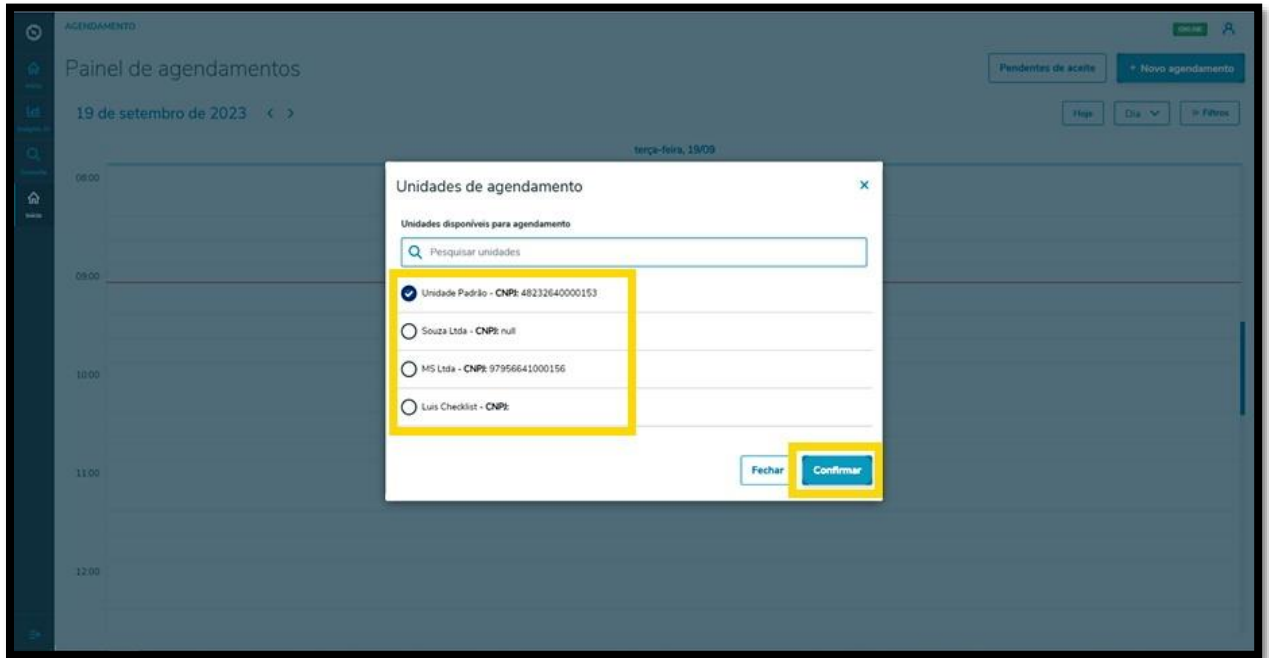 AGENDAMENTO
ONLINE
Painel de agendamentos
Pendentes de aceite
+ Novo agendamento
19 de setembro de 2023 < >
Hoje
Dia
Filtros
terça-feira, 19/09
08:00
Unidades de agendamento
Unidades disponíveis para agendamento
Pesquisar unidades
09:00
Unidade Padrão - CNPJ: 48232640000153
Souza Ltda - CNPJ: null
10:00
MS Ltda - CNPJ: 97956641000156
Luis Checklist - CNPJ:
11:00
Fechar
Confirmar
12:00
Início